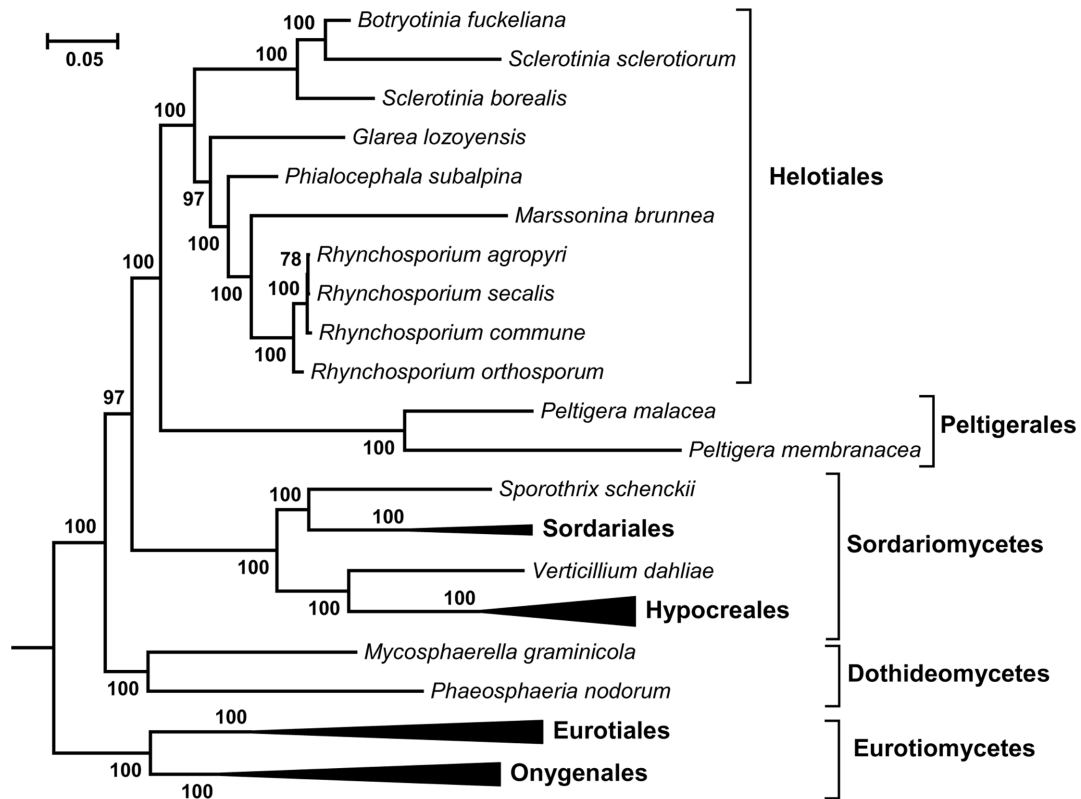 100
Botryotinia fuckeliana
0.05
100
Sclerotinia sclerotiorum
Sclerotinia borealis
100
Glarea lozoyensis
Phialocephala subalpina
Helotiales
97
Marssonina brunnea
100
78
Rhynchosporium agropyri
100
100
100
Rhynchosporium secalis
Rhynchosporium commune
100
Rhynchosporium orthosporum
97
Peltigera malacea
Peltigerales
100
Peltigera membranacea
100
Sporothrix schenckii
100
100
Sordariales
Sordariomycetes
100
Verticillium dahliae
100
100
Hypocreales
Mycosphaerella graminicola
Dothideomycetes
100
Phaeosphaeria nodorum
100
Eurotiales
Eurotiomycetes
100
Onygenales
100